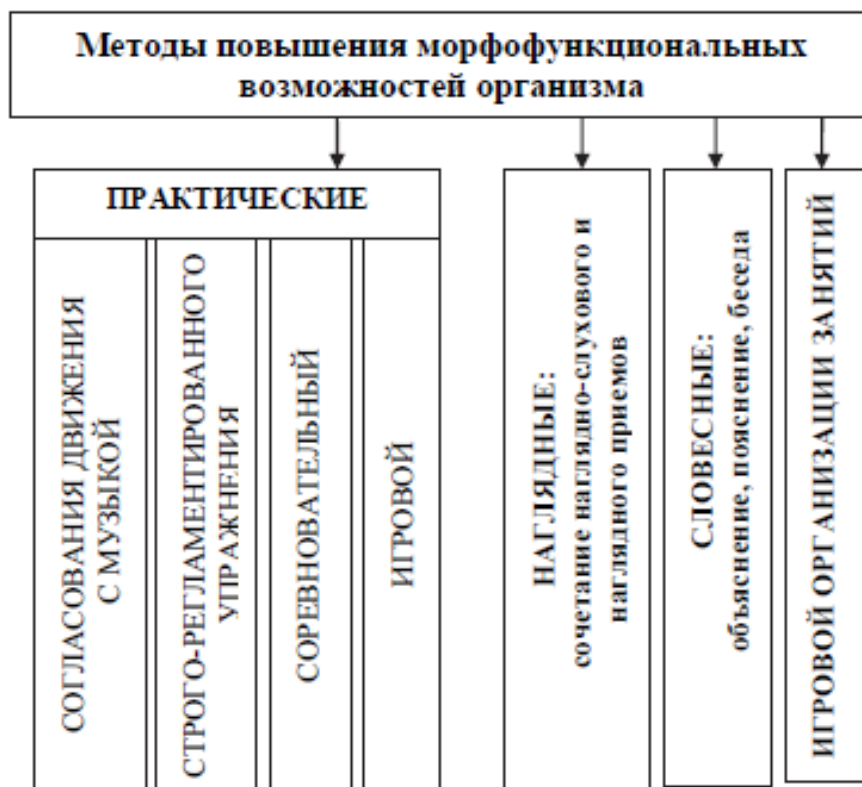 Методы повышения морфофункциональных
возможностей организма
ПРАКТИЧЕСКИЕ
СОГЛАСОВАНИЯ ДВИЖЕНИЯ
С МУЗЫКОЙ
СТРОГО-РЕГЛАМЕНТИРОВАННОГО
УПРАЖНЕНИЯ
СОРЕВНОВАТЕЛЬНЫЙ
ИГРОВОЙ
НАГЛЯДНЫЕ:
сочетание наглядно-слухового и
наглядного приемов
СЛОВЕСНЫЕ:
объяснение, пояснение, беседа
ИГРОВОЙ ОРГАНИЗАЦИИ ЗАНЯТИЙ